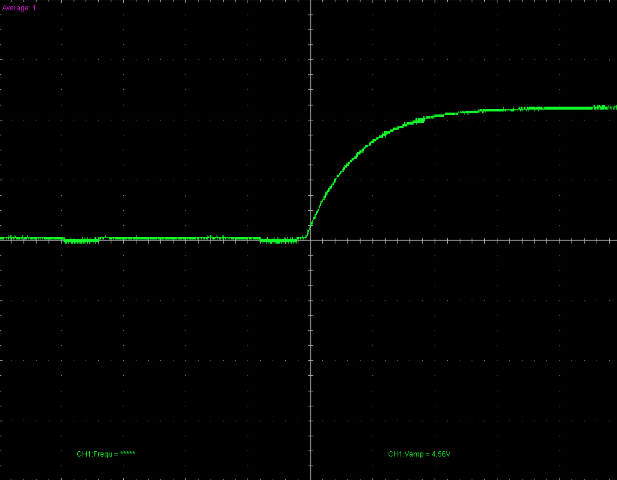 Average: 1
CH1:Frequ = *****
CH1:Vamp = 4.56V